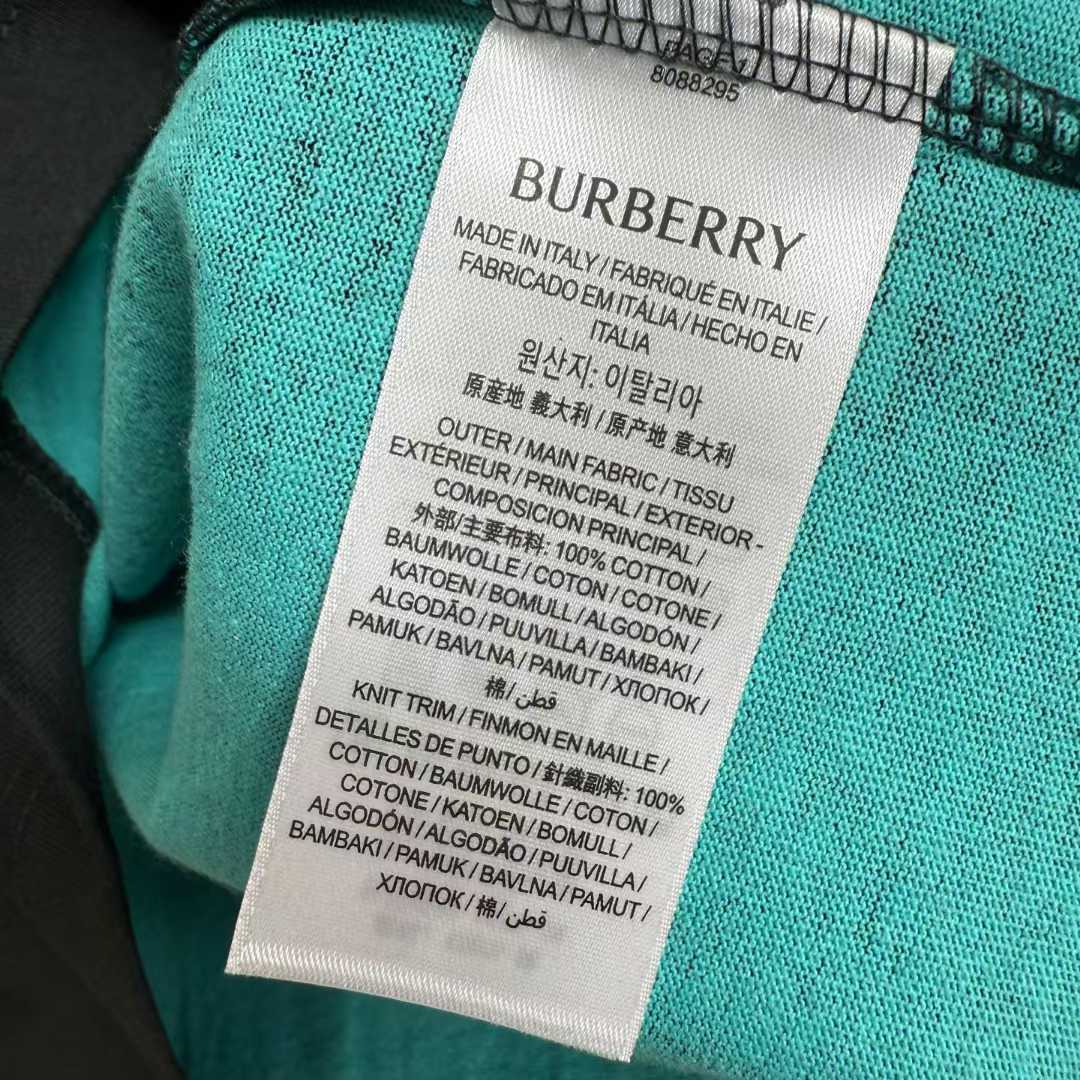 PAGE 1
8088295
BURBERRY
MADE IN ITALY / FABRIQUÉ EN ITALIE /
FABRICADO EM ITÁLIA / HECHO EN
ITALIA
원산지: 이탈리아
原産地 義大利 / 原产地 意大利
OUTER / MAIN FABRIC / TISSU
EXTÉRIEUR / PRINCIPAL / EXTERIOR -
COMPOSICION PRINCIPAL /
外部/主要布料: 100% COTTON /
BAUMWOLLE / COTON / COTONE /
KATOEN / BOMULL / ALGODÓN /
ALGODÃO / PUUVILLA / BAMBAKI /
PAMUK / BAVLNA / PAMUT / ХЛОПОК /
棉 / قطن
KNIT TRIM / FINMON EN MAILLE /
DETALLES DE PUNTO / 針織副料: 100%
COTTON / BAUMWOLLE / COTON /
COTONE / KATOEN / BOMULL /
ALGODÓN / ALGODÃO / PUUVILLA /
BAMBAKI / PAMUK / BAVLNA / PAMUT /
ХЛОПОК / 棉 / قطن